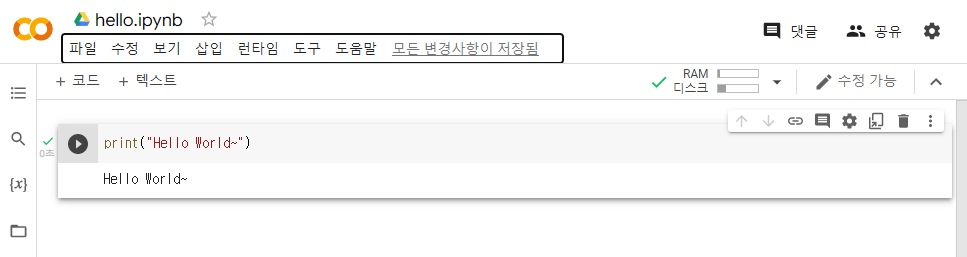 hello.ipynb
댓글 공유
파일 수정 보기 삽입 런타임 도구 도움말 모든 변경사항이 저장됨
+ 코드 + 텍스트
RAM
디스크
수정 가능
print("Hello World~")
0초
{x}
Hello World~